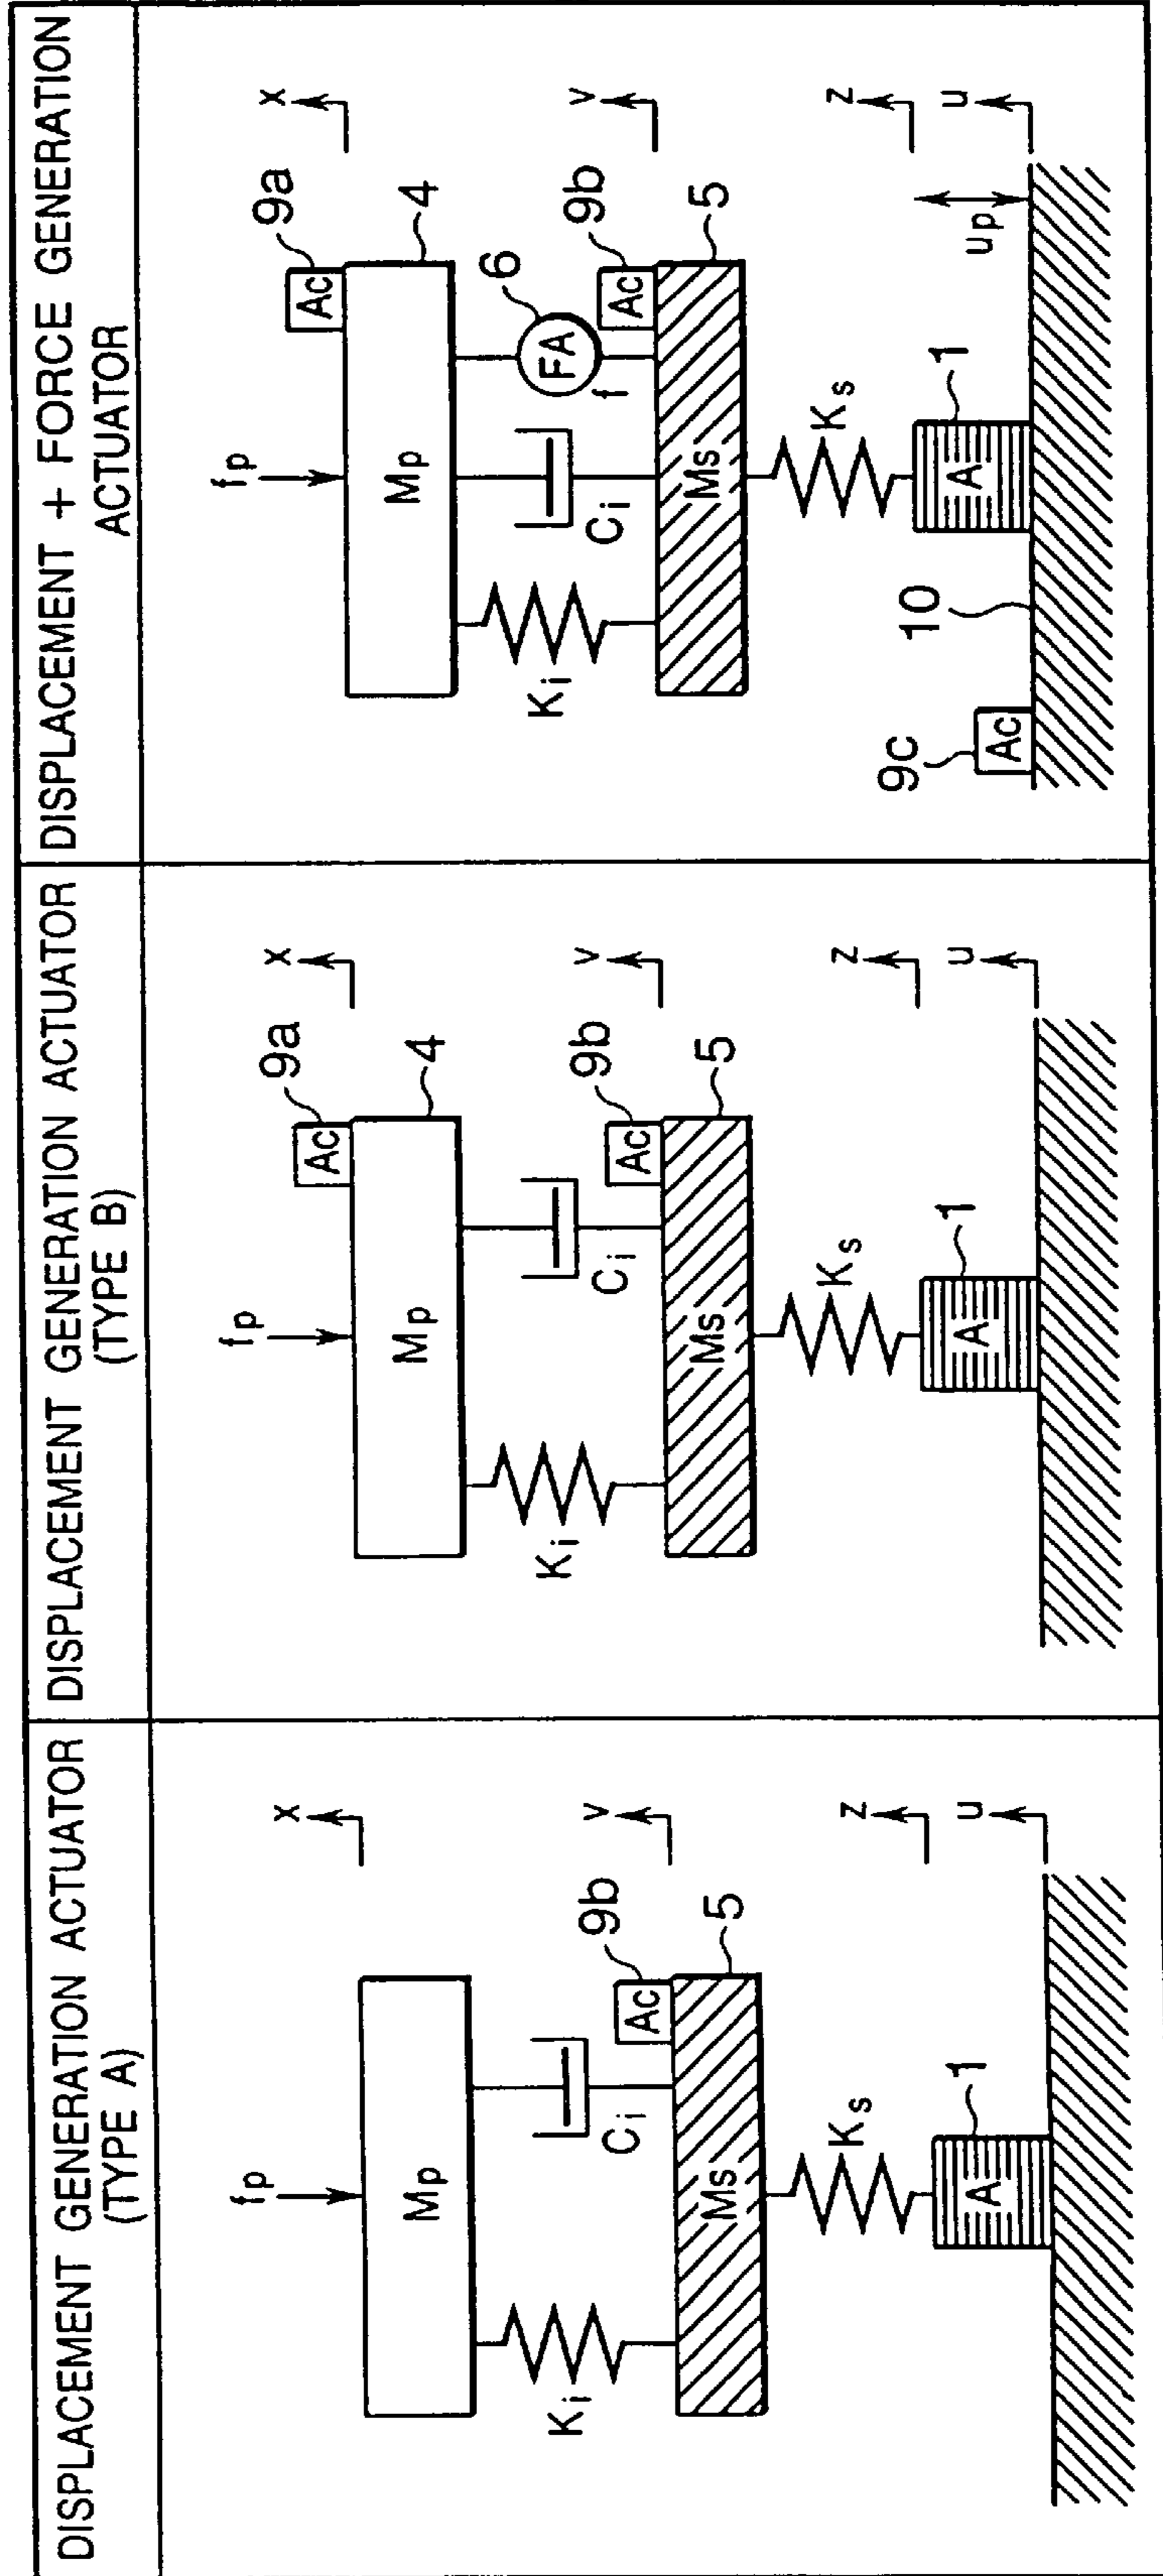 DISPLACEMENT GENERATION ACTUATOR
(TYPE A)
fp
x
Mp
Ki
Ci
9b
Ac
v
5
Ms
Ks
z
1
A
u
DISPLACEMENT GENERATION ACTUATOR
(TYPE B)
fp
9a
Ac
x
4
Mp
Ki
Ci
9b
Ac
v
5
Ms
Ks
z
1
A
u
DISPLACEMENT + FORCE GENERATION
ACTUATOR
fp
9a
Ac
x
4
Mp
6
FA
f
Ki
Ci
9b
Ac
v
5
Ms
Ks
z
9c
Ac
10
1
A
up
u